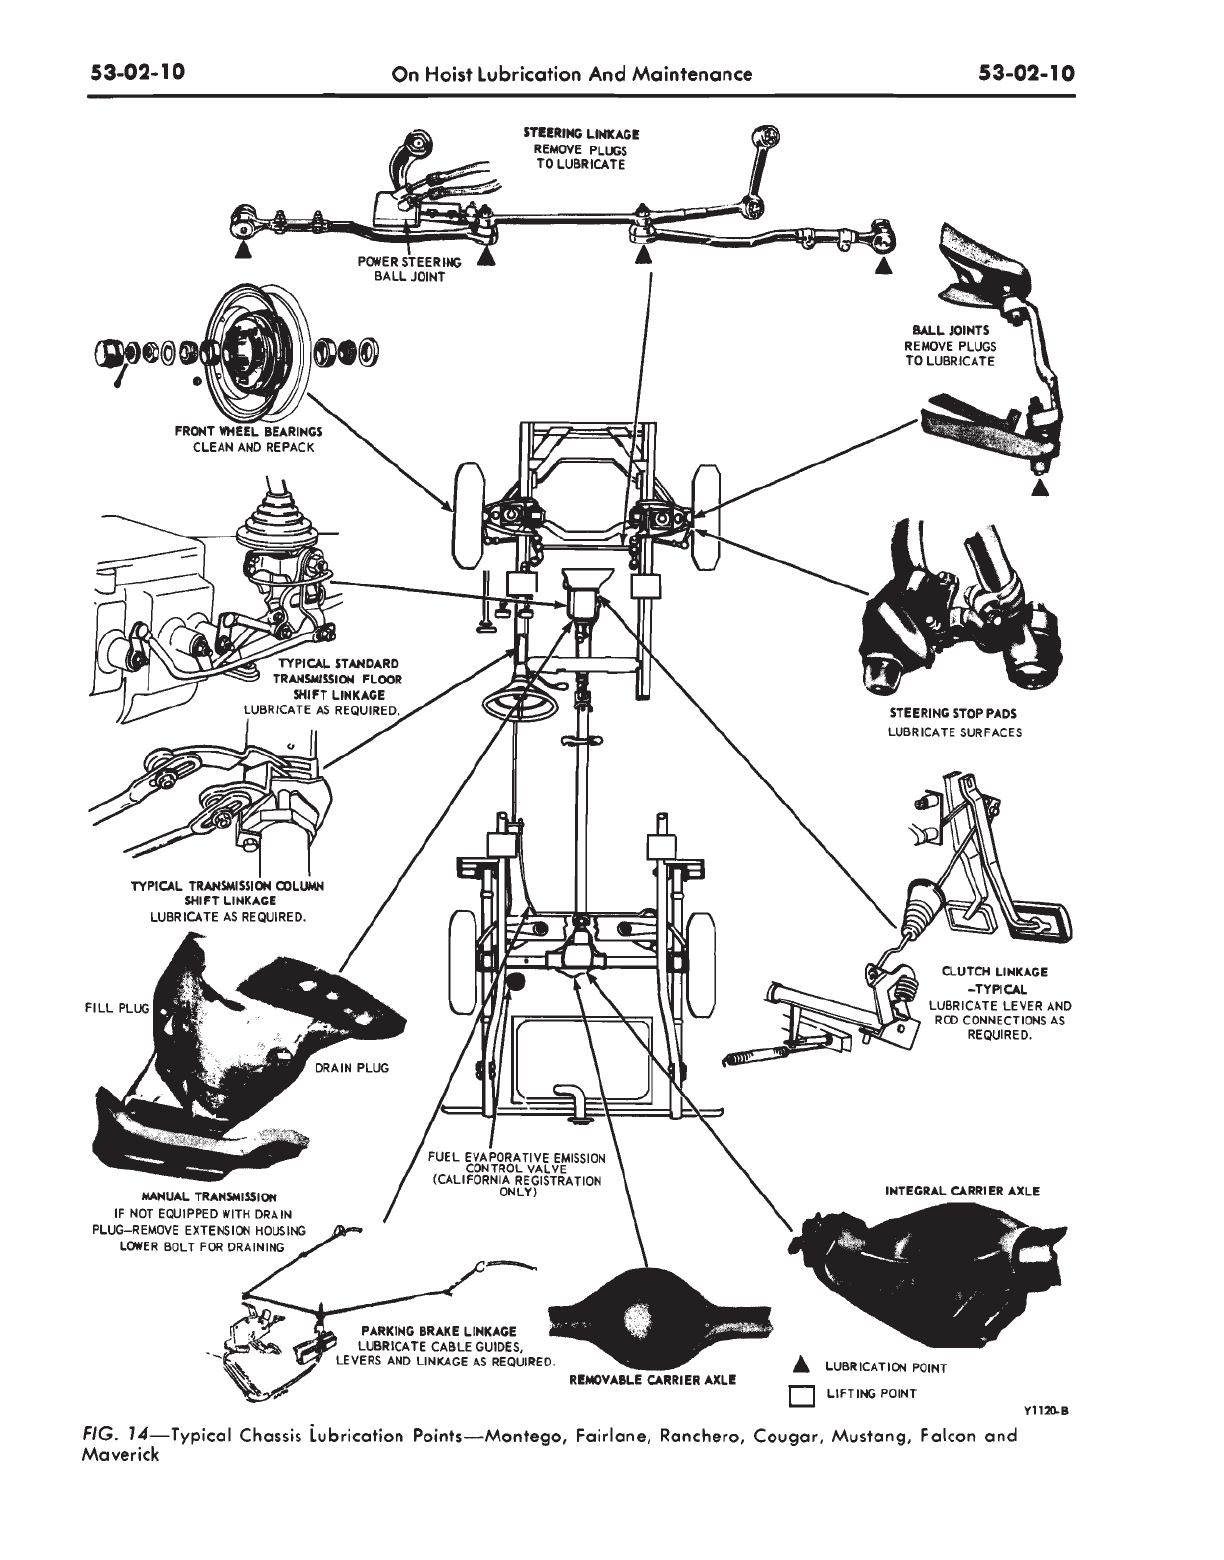 53-02-10
On Hoist Lubrication And Maintenance
53-02-10
STEERING LINKAGE
REMOVE PLUGS
TO LUBRICATE
POWER STEERING
BALL JOINT
BALL JOINTS
REMOVE PLUGS
TO LUBRICATE
FRONT WHEEL BEARINGS
CLEAN AND REPACK
TYPICAL STANDARD
TRANSMISSION FLOOR
SHIFT LINKAGE
LUBRICATE AS REQUIRED.
STEERING STOP PADS
LUBRICATE SURFACES
TYPICAL TRANSMISSION COLUMN
SHIFT LINKAGE
LUBRICATE AS REQUIRED.
CLUTCH LINKAGE
-TYPICAL
LUBRICATE LEVER AND
ROD CONNECTIONS AS
REQUIRED.
FILL PLUG
DRAIN PLUG
MANUAL TRANSMISSION
IF NOT EQUIPPED WITH DRAIN
PLUG-REMOVE EXTENSION HOUSING
LOWER BOLT FOR DRAINING
FUEL EVAPORATIVE EMISSION
CONTROL VALVE
(CALIFORNIA REGISTRATION
ONLY)
INTEGRAL CARRIER AXLE
PARKING BRAKE LINKAGE
LUBRICATE CABLE GUIDES,
LEVERS AND LINKAGE AS REQUIRED.
REMOVABLE CARRIER AXLE
LUBRICATION POINT
LIFTING POINT
Y1120-B
FIG. 14—Typical Chassis Lubrication Points—Montego, Fairlane, Ranchero, Cougar, Mustang, Falcon and
Maverick